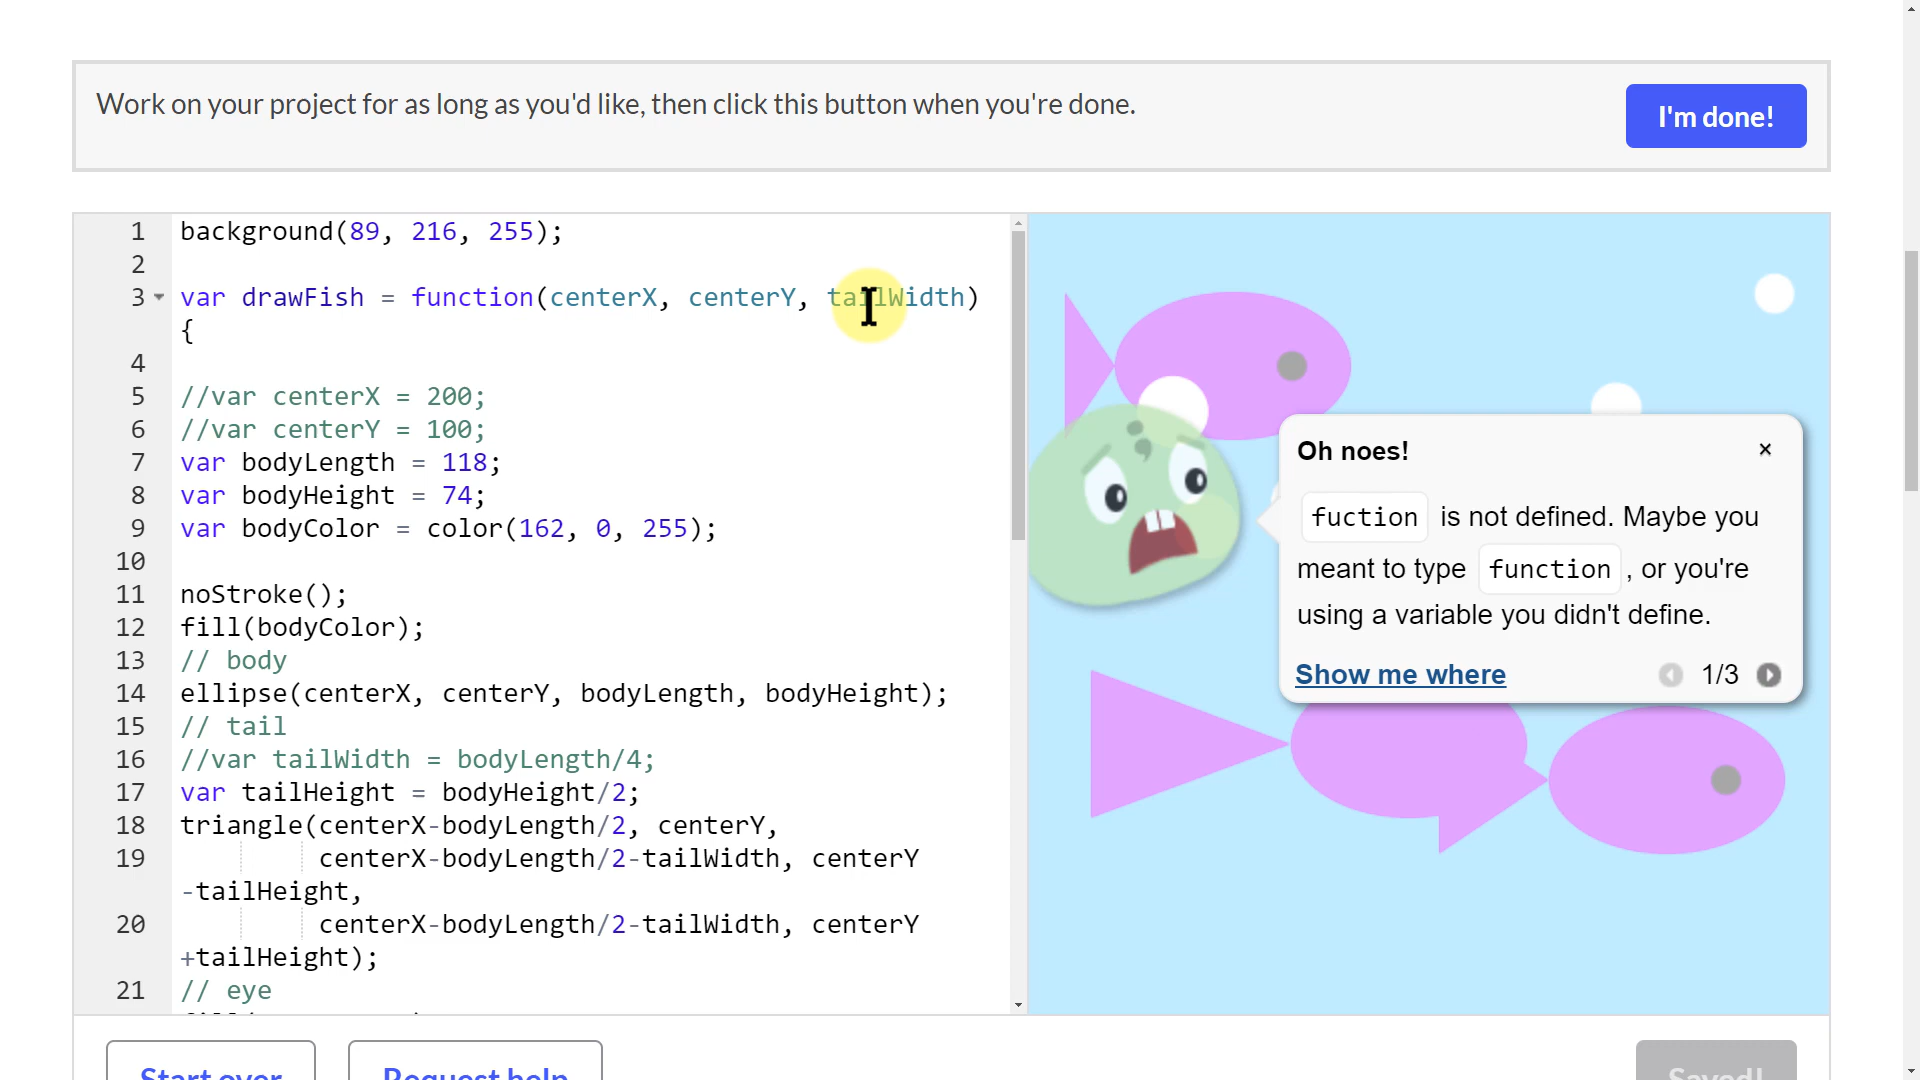 Work on your project for as long as you'd like, then click this button when you're done.
I'm done!
1 background(89, 216, 255);
2
3 var drawFish = function(centerX, centerY, tailWidth)
{
4
5 //var centerX = 200;
6 //var centerY = 100;
7 var bodyLength = 118;
8 var bodyHeight = 74;
9 var bodyColor = color(162, 0, 255);
10
11 noStroke();
12 fill(bodyColor);
13 // body
14 ellipse(centerX, centerY, bodyLength, bodyHeight);
15 // tail
16 //var tailWidth = bodyLength/4;
17 var tailHeight = bodyHeight/2;
18 triangle(centerX-bodyLength/2, centerY,
19 centerX-bodyLength/2-tailWidth, centerY
-tailHeight,
20 centerX-bodyLength/2-tailWidth, centerY
+tailHeight);
21 // eye
Oh noes!
×
fuction is not defined. Maybe you
meant to type function , or you're
using a variable you didn't define.
Show me where
1/3
Start over
Request help
Saved!